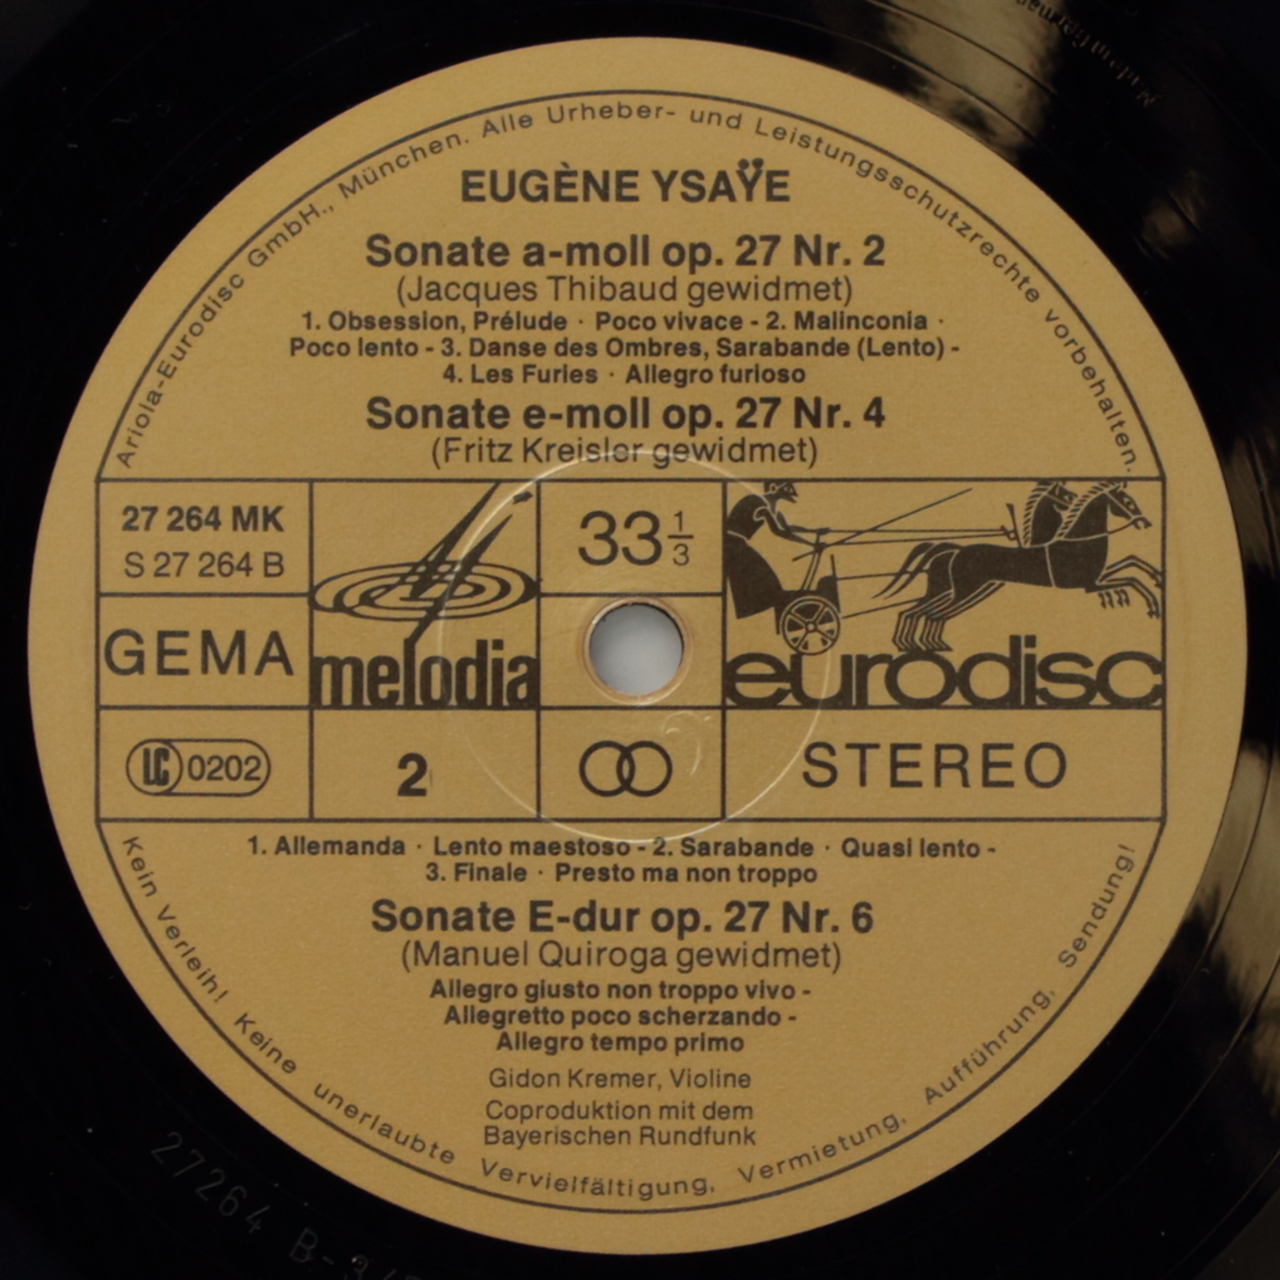 Ariola-Eurodisc GmbH., München. Alle Urheber- und Leistungsschutzrechte vorbehalten.
EUGÈNE YSAŸE
Sonate a-moll op. 27 Nr. 2
(Jacques Thibaud gewidmet)
1. Obsession, Prélude · Poco vivace - 2. Malinconia ·
Poco lento - 3. Danse des Ombres, Sarabande (Lento) -
4. Les Furies · Allegro furioso
Sonate e-moll op. 27 Nr. 4
(Fritz Kreisler gewidmet)
27 264 MK
S 27 264 B
GEMA
LC 0202
melodia
2
33 1/3
eurodisc
STEREO
1. Allemanda · Lento maestoso - 2. Sarabande · Quasi lento -
3. Finale · Presto ma non troppo
Sonate E-dur op. 27 Nr. 6
(Manuel Quiroga gewidmet)
Allegro giusto non troppo vivo -
Allegretto poco scherzando -
Allegro tempo primo
Gidon Kremer, Violine
Coproduktion mit dem
Bayerischen Rundfunk
Kein Verleih! Keine unerlaubte Vervielfältigung, Vermietung, Aufführung, Sendung!
27264 B-3
Made in Germany